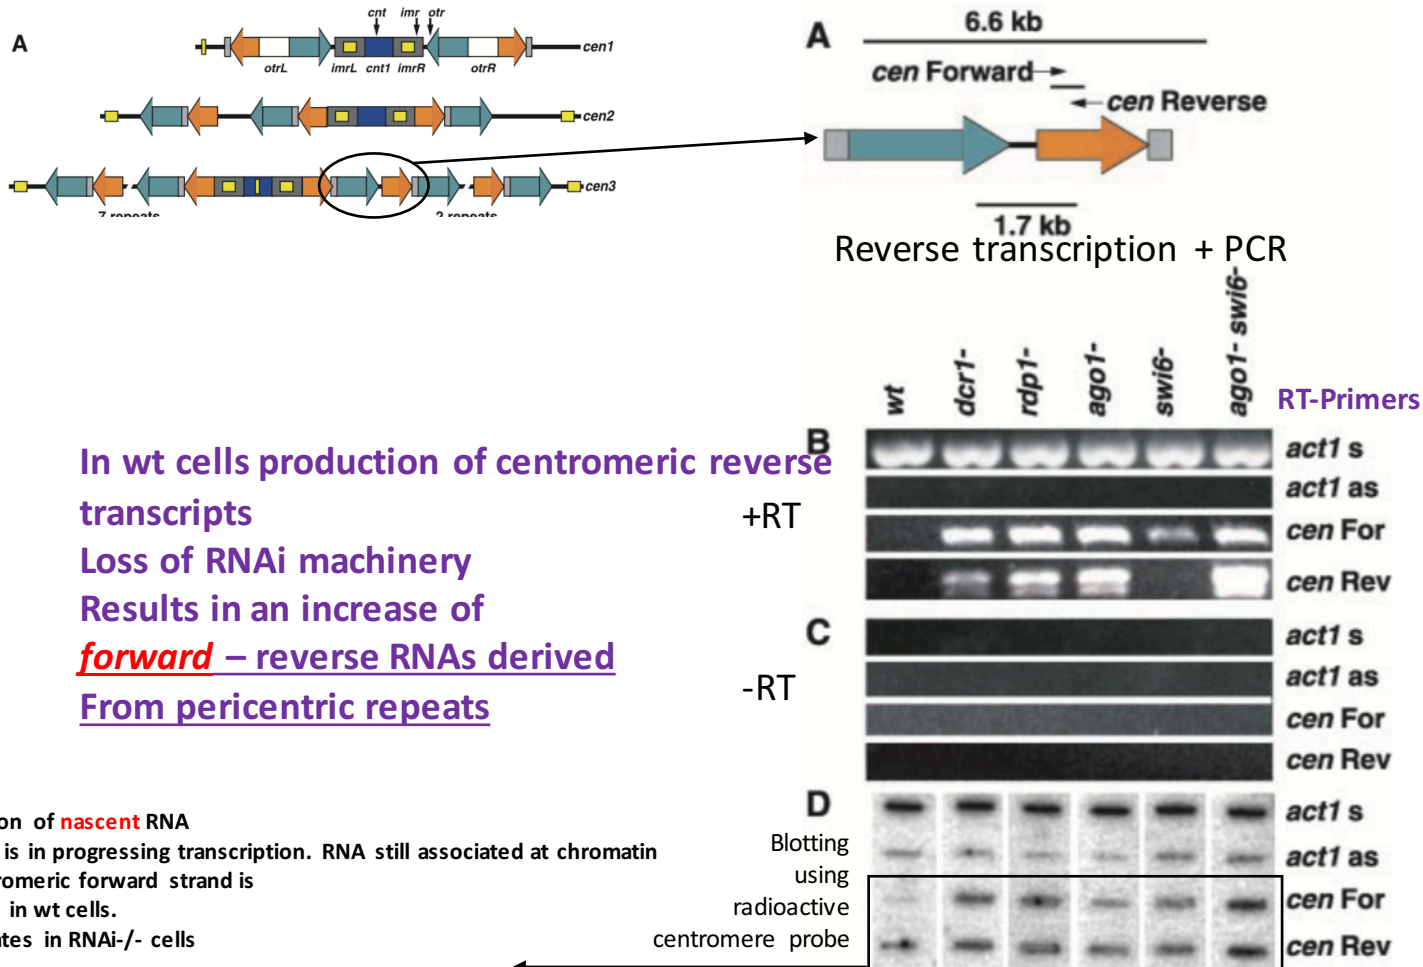 A
cnt imr otr
cen1
otrL imrL cnt1 imrR otrR
cen2
cen3
7 repeats 2 repeats
A
6.6 kb
cen Forward
cen Reverse
1.7 kb
Reverse transcription + PCR
wt dcr1- rdp1- ago1- swi6- ago1- swi6-
RT-Primers
In wt cells production of centromeric reverse
transcripts
Loss of RNAi machinery
Results in an increase of
forward – reverse RNAs derived
From pericentric repeats
B
+RT
act1 s
act1 as
cen For
cen Rev
C
-RT
act1 s
act1 as
cen For
cen Rev
D
act1 s
act1 as
cen For
cen Rev
Blotting
using
radioactive
centromere probe
on of nascent RNA
is in progressing transcription. RNA still associated at chromatin
romeric forward strand is
in wt cells.
ates in RNAi-/- cells